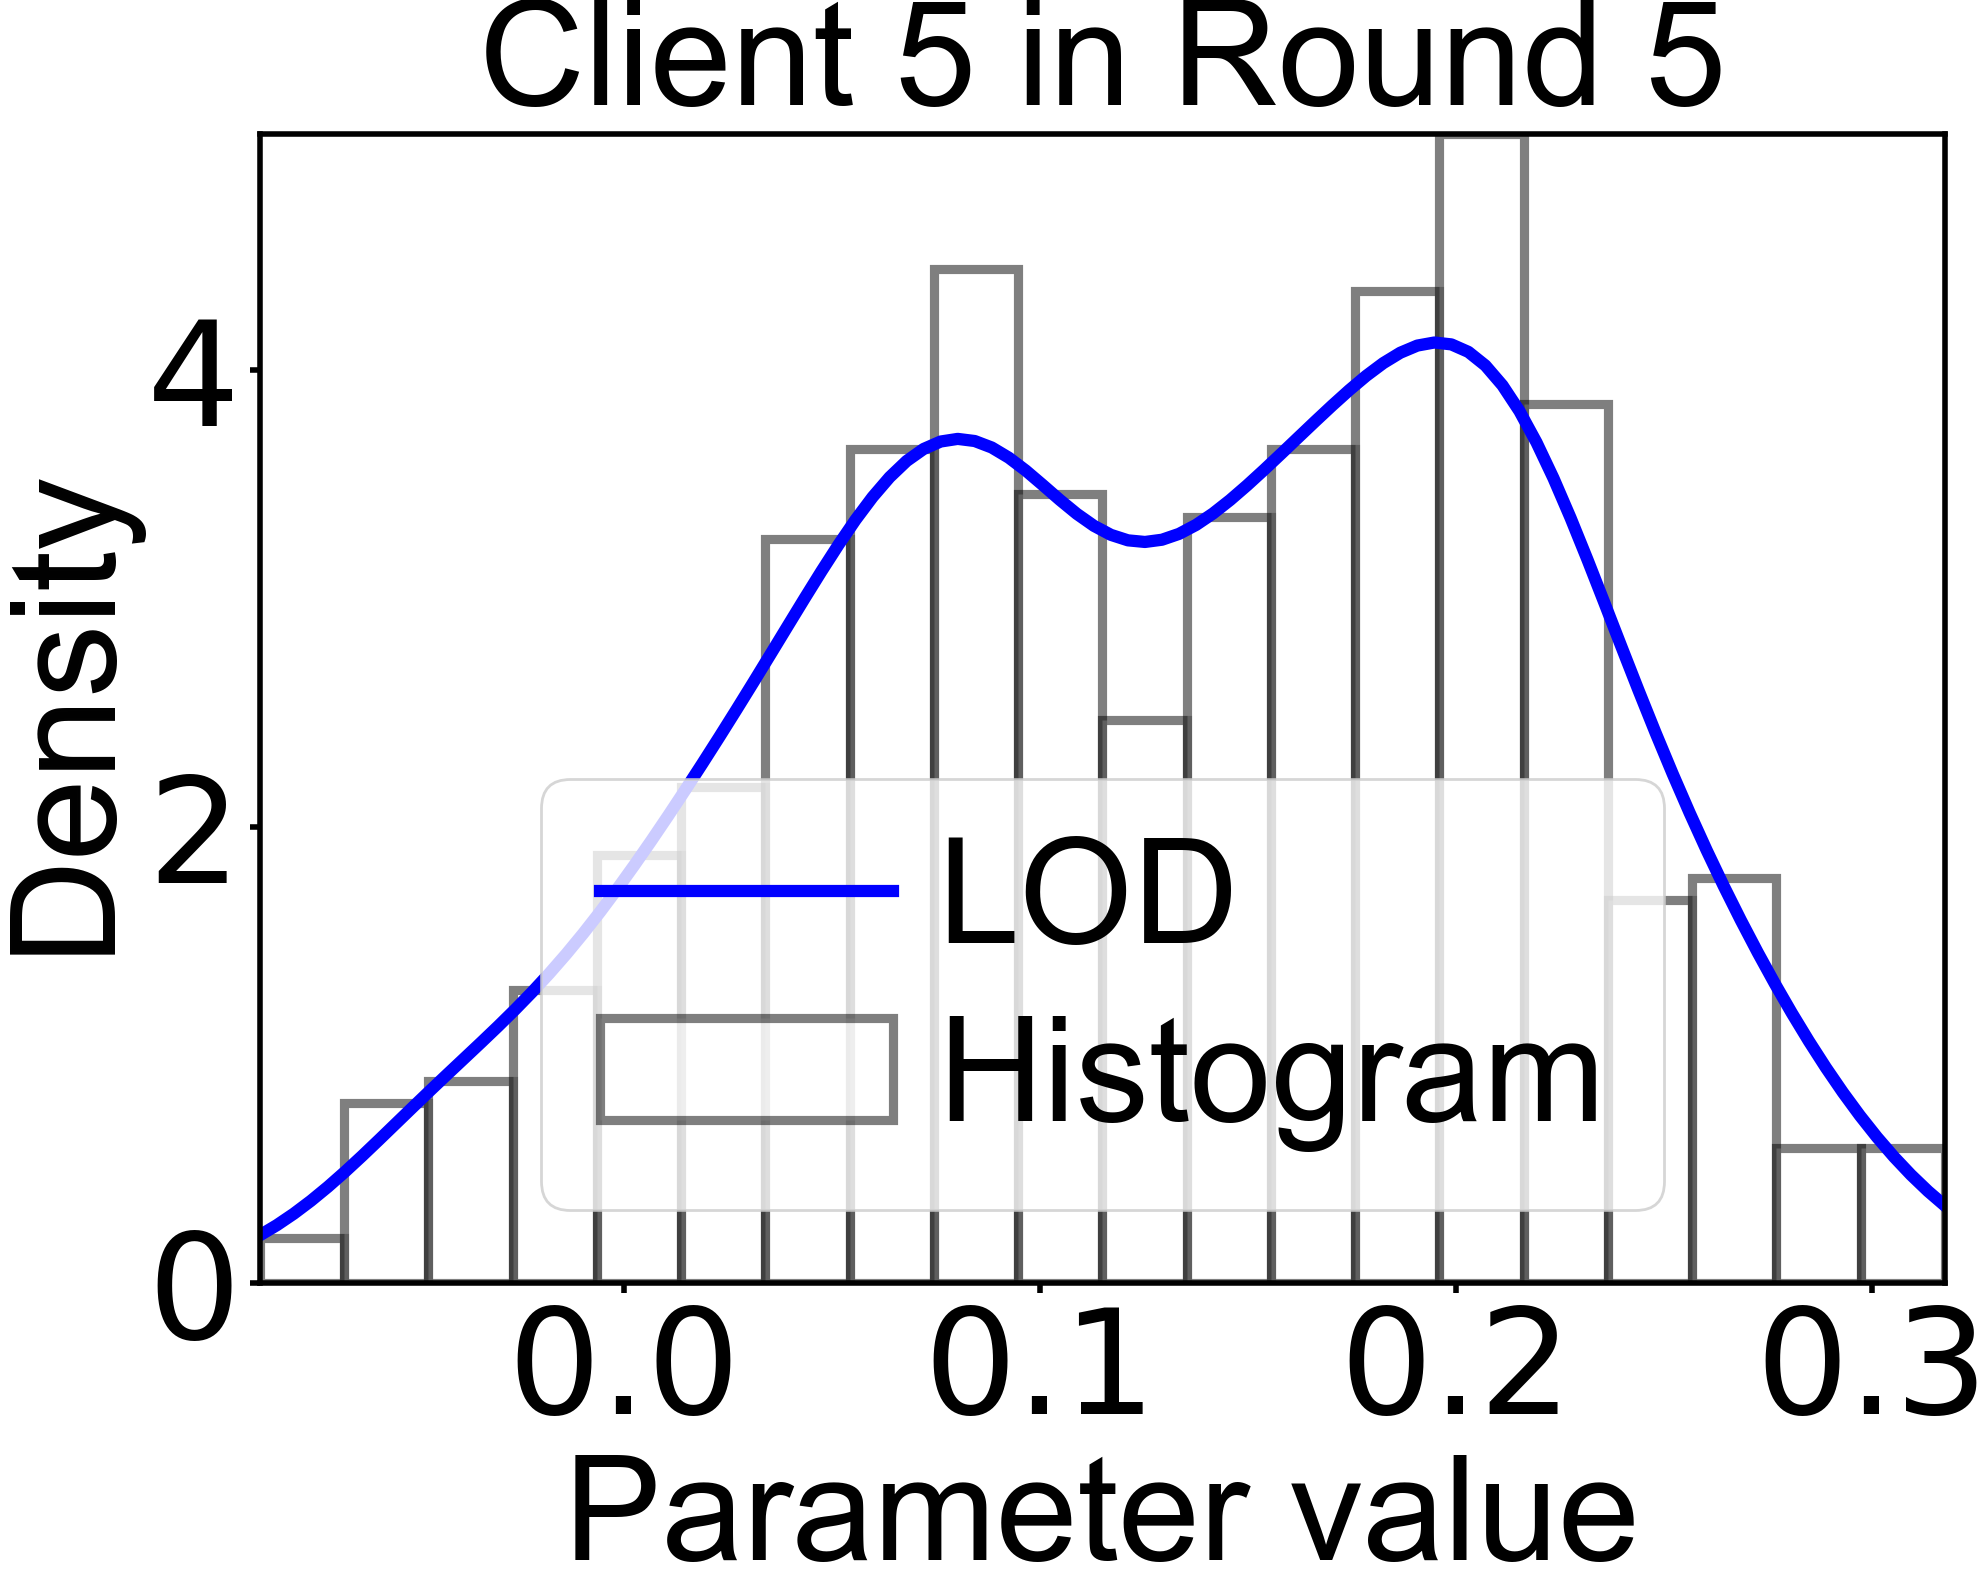 Client 5 in Round 5
Density
4
2
0
LOD
Histogram
0.0 0.1 0.2 0.3
Parameter value